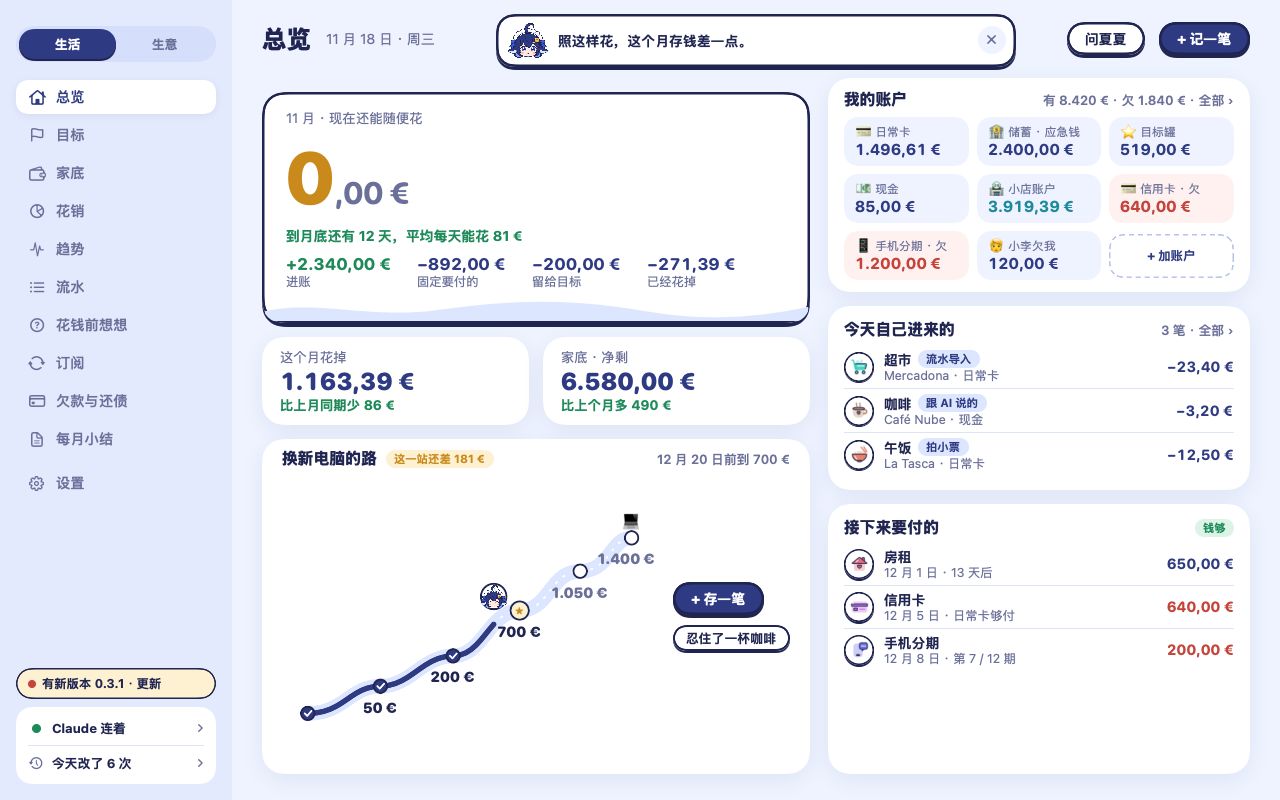 生活
生意
总览
目标
家底
花销
趋势
流水
花钱前想想
订阅
欠款与还债
每月小结
设置
有新版本 0.3.1 · 更新
Claude 连着
今天改了 6 次
总览
11 月 18 日 · 周三
照这样花，这个月存钱差一点。
问夏夏
+ 记一笔
11 月 · 现在还能随便花
0,00 €
到月底还有 12 天，平均每天能花 81 €
+2.340,00 €
进账
−892,00 €
固定要付的
−200,00 €
留给目标
−271,39 €
已经花掉
这个月花掉
1.163,39 €
比上月同期少 86 €
家底 · 净剩
6.580,00 €
比上个月多 490 €
换新电脑的路
这一站还差 181 €
12 月 20 日前到 700 €
1.400 €
1.050 €
700 €
200 €
50 €
+ 存一笔
忍住了一杯咖啡
我的账户
有 8.420 € · 欠 1.840 € · 全部 ›
日常卡
1.496,61 €
储蓄 · 应急钱
2.400,00 €
目标罐
519,00 €
现金
85,00 €
小店账户
3.919,39 €
信用卡 · 欠
640,00 €
手机分期 · 欠
1.200,00 €
小李欠我
120,00 €
+ 加账户
今天自己进来的
3 笔 · 全部 ›
超市 流水导入
Mercadona · 日常卡
−23,40 €
咖啡 跟 AI 说的
Café Nube · 现金
−3,20 €
午饭 拍小票
La Tasca · 日常卡
−12,50 €
接下来要付的
钱够
房租
12 月 1 日 · 13 天后
650,00 €
信用卡
12 月 5 日 · 日常卡够付
640,00 €
手机分期
12 月 8 日 · 第 7 / 12 期
200,00 €